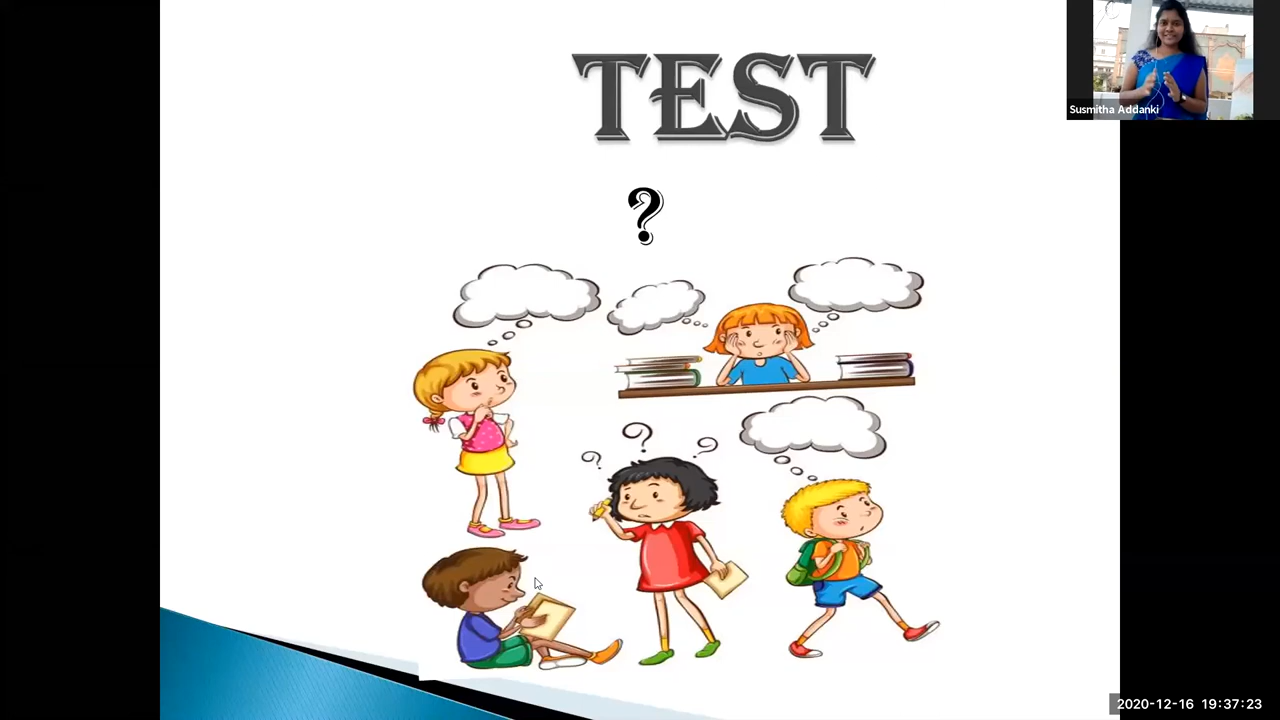 TEST
?
Susmitha Addanki
? ? ?
2020-12-16 19:37:23